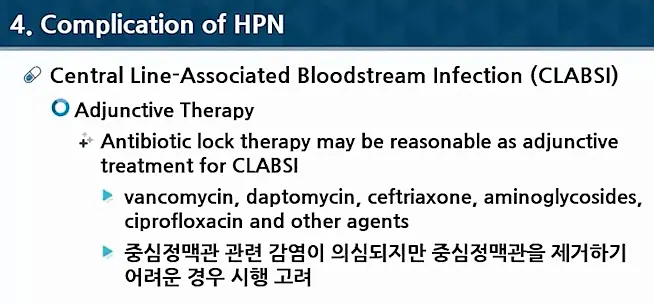 4. Complication of HPN
Central Line-Associated Bloodstream Infection (CLABSI)
Adjunctive Therapy
Antibiotic lock therapy may be reasonable as adjunctive
treatment for CLABSI
vancomycin, daptomycin, ceftriaxone, aminoglycosides,
ciprofloxacin and other agents
중심정맥관 관련 감염이 의심되지만 중심정맥관을 제거하기
어려운 경우 시행 고려